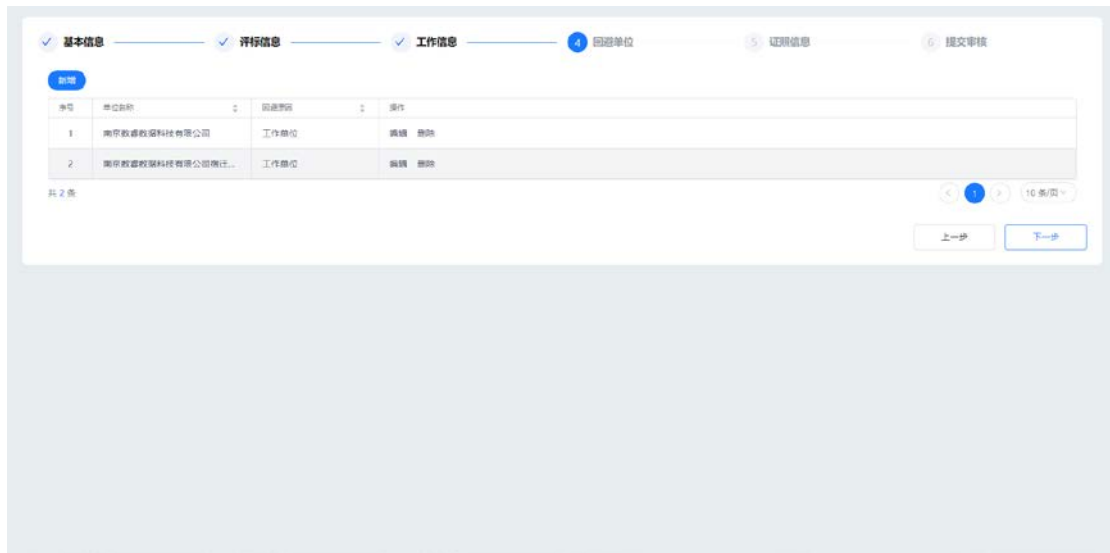 基本信息 评标信息 工作信息 4 回避单位 5 证照信息 6 提交审核
新增
序号 单位名称 回避原因 操作
1 南京数睿数据科技有限公司 工作单位 编辑 删除
2 南京数睿数据科技有限公司宿迁... 工作单位 编辑 删除
共 2 条 1 10 条/页
上一步 下一步